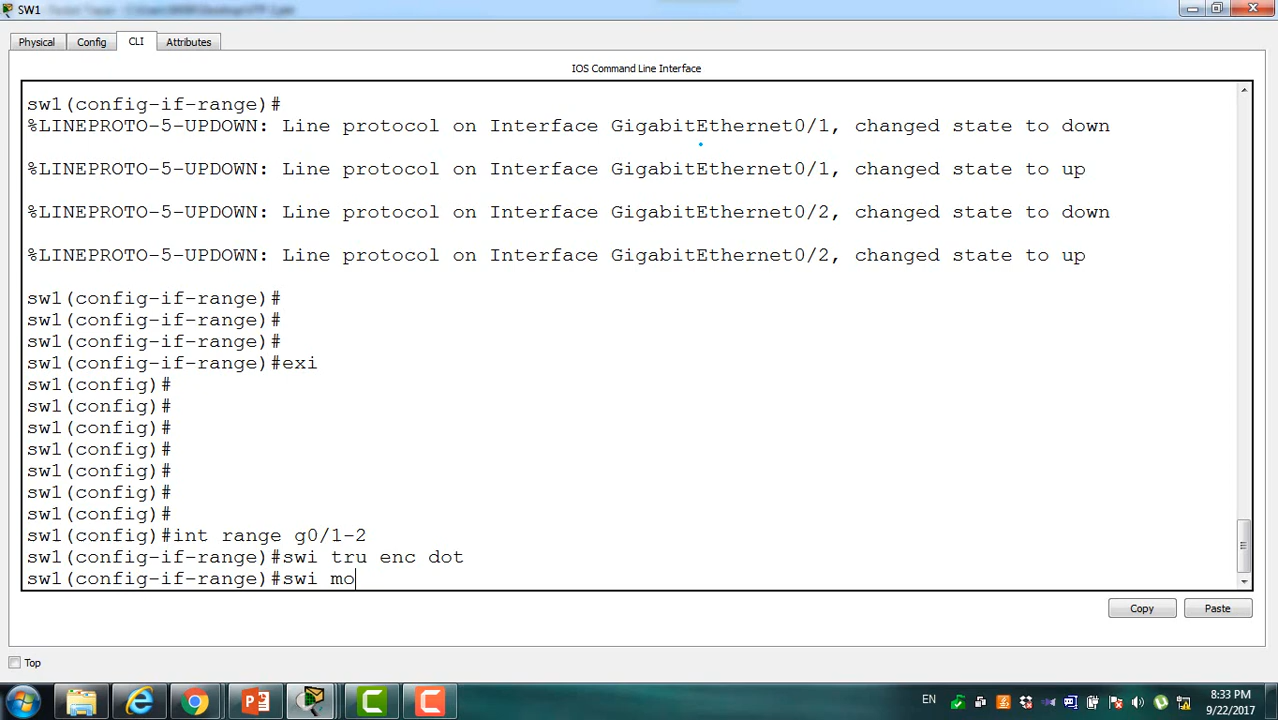 SW1
Physical
Config
CLI
Attributes
IOS Command Line Interface
sw1(config-if-range)#
%LINEPROTO-5-UPDOWN: Line protocol on Interface GigabitEthernet0/1, changed state to down
%LINEPROTO-5-UPDOWN: Line protocol on Interface GigabitEthernet0/1, changed state to up
%LINEPROTO-5-UPDOWN: Line protocol on Interface GigabitEthernet0/2, changed state to down
%LINEPROTO-5-UPDOWN: Line protocol on Interface GigabitEthernet0/2, changed state to up
sw1(config-if-range)#
sw1(config-if-range)#
sw1(config-if-range)#
sw1(config-if-range)#exi
sw1(config)#
sw1(config)#
sw1(config)#
sw1(config)#
sw1(config)#
sw1(config)#
sw1(config)#
sw1(config)#int range g0/1-2
sw1(config-if-range)#swi tru enc dot
sw1(config-if-range)#swi mo
Copy
Paste
Top
EN
8:33 PM
9/22/2017